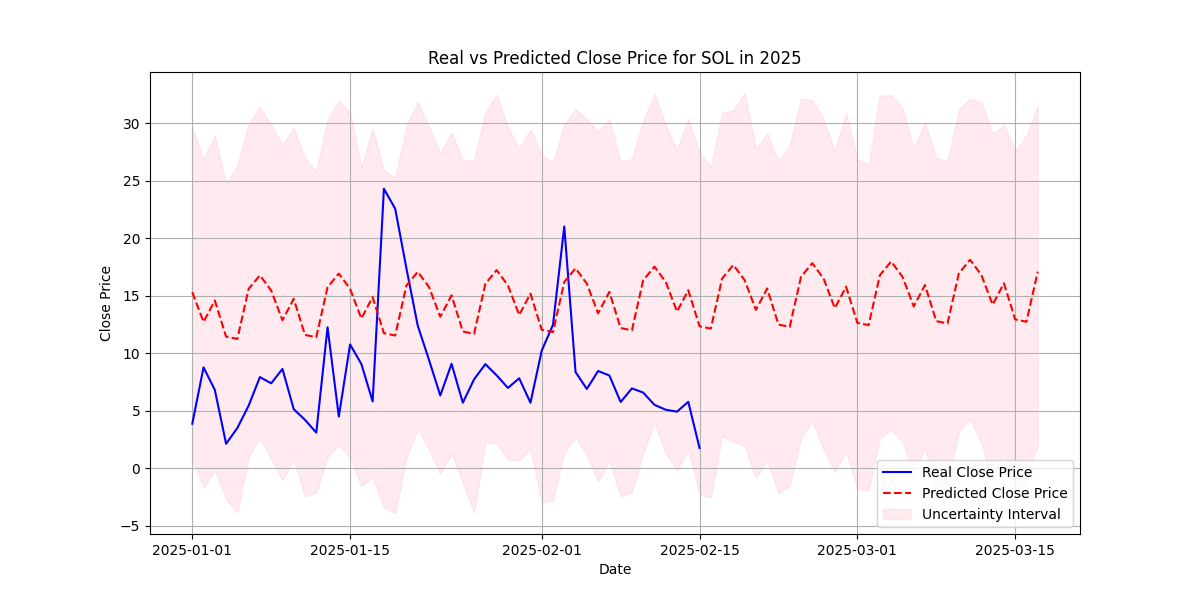 Real vs Predicted Close Price for SOL in 2025
Close Price
30
25
20
15
10
5
0
−5
2025-01-01 2025-01-15 2025-02-01 2025-02-15 2025-03-01 2025-03-15
Date
Real Close Price
Predicted Close Price
Uncertainty Interval